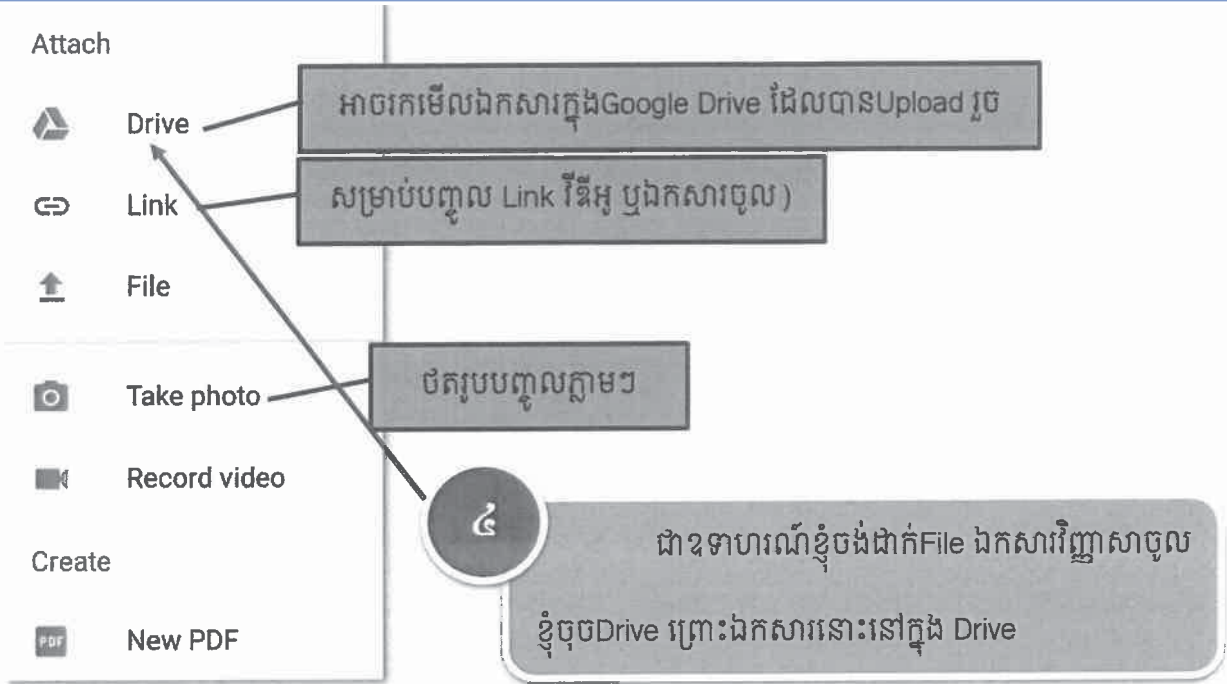 Attach
Drive
អាចរកមើលឯកសារក្នុងGoogle Drive ដែលបានUpload រួច
Link
សម្រាប់បញ្ចូល Link វីឌីអូ ឬឯកសារចូល)
File
Take photo
ថតរូបបញ្ចូលភ្លាមៗ
Record video
៤
ជាឧទាហរណ៍ខ្ញុំចង់ដាក់File ឯកសារវិញ្ញាសាចូល
ខ្ញុំចុចDrive ព្រោះឯកសារនោះនៅក្នុង Drive
Create
PDF
New PDF